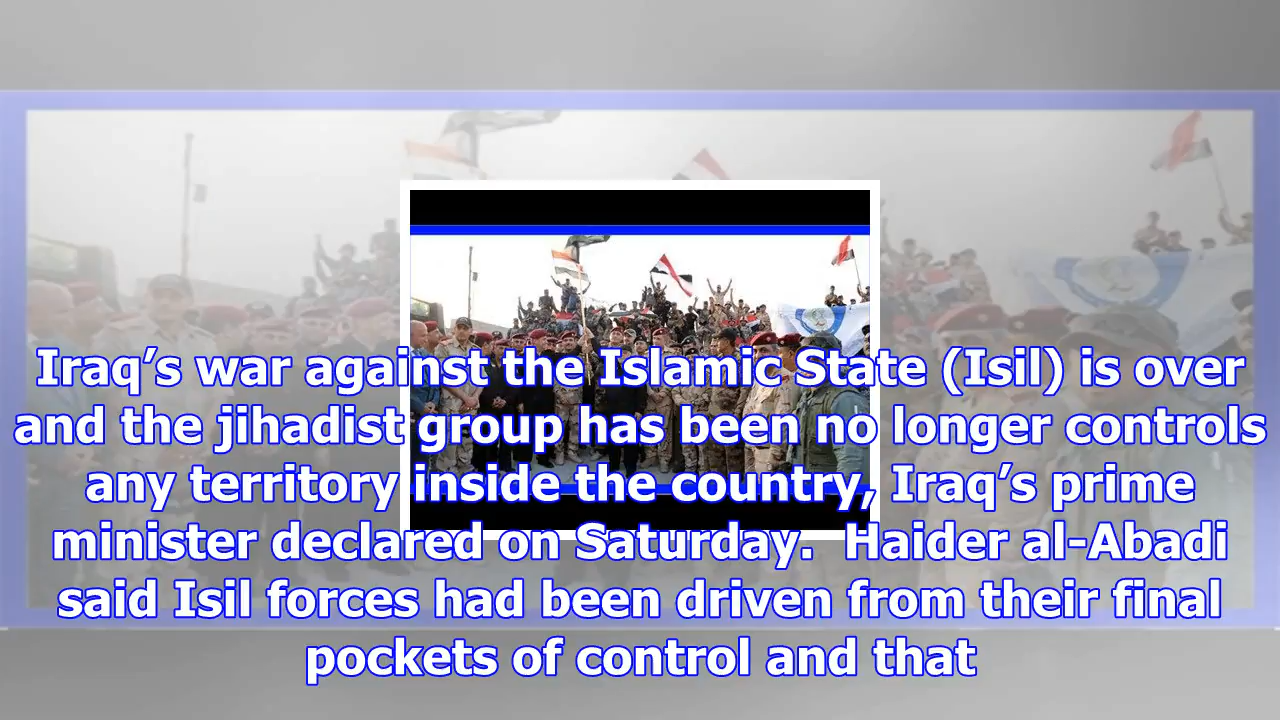 Iraq’s war against the Islamic State (Isil) is over
and the jihadist group has been no longer controls
any territory inside the country, Iraq’s prime
minister declared on Saturday.  Haider al-Abadi
said Isil forces had been driven from their final
pockets of control and that